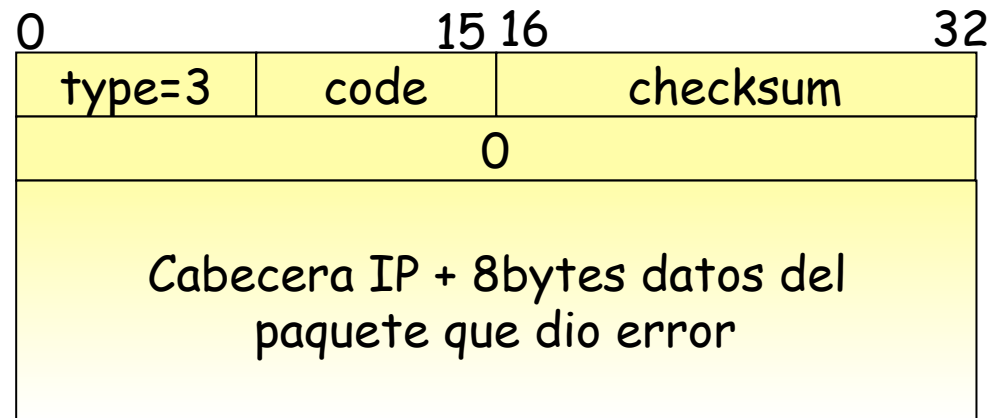 0 15 16 32
type=3 code checksum
0
Cabecera IP + 8bytes datos del
paquete que dio error